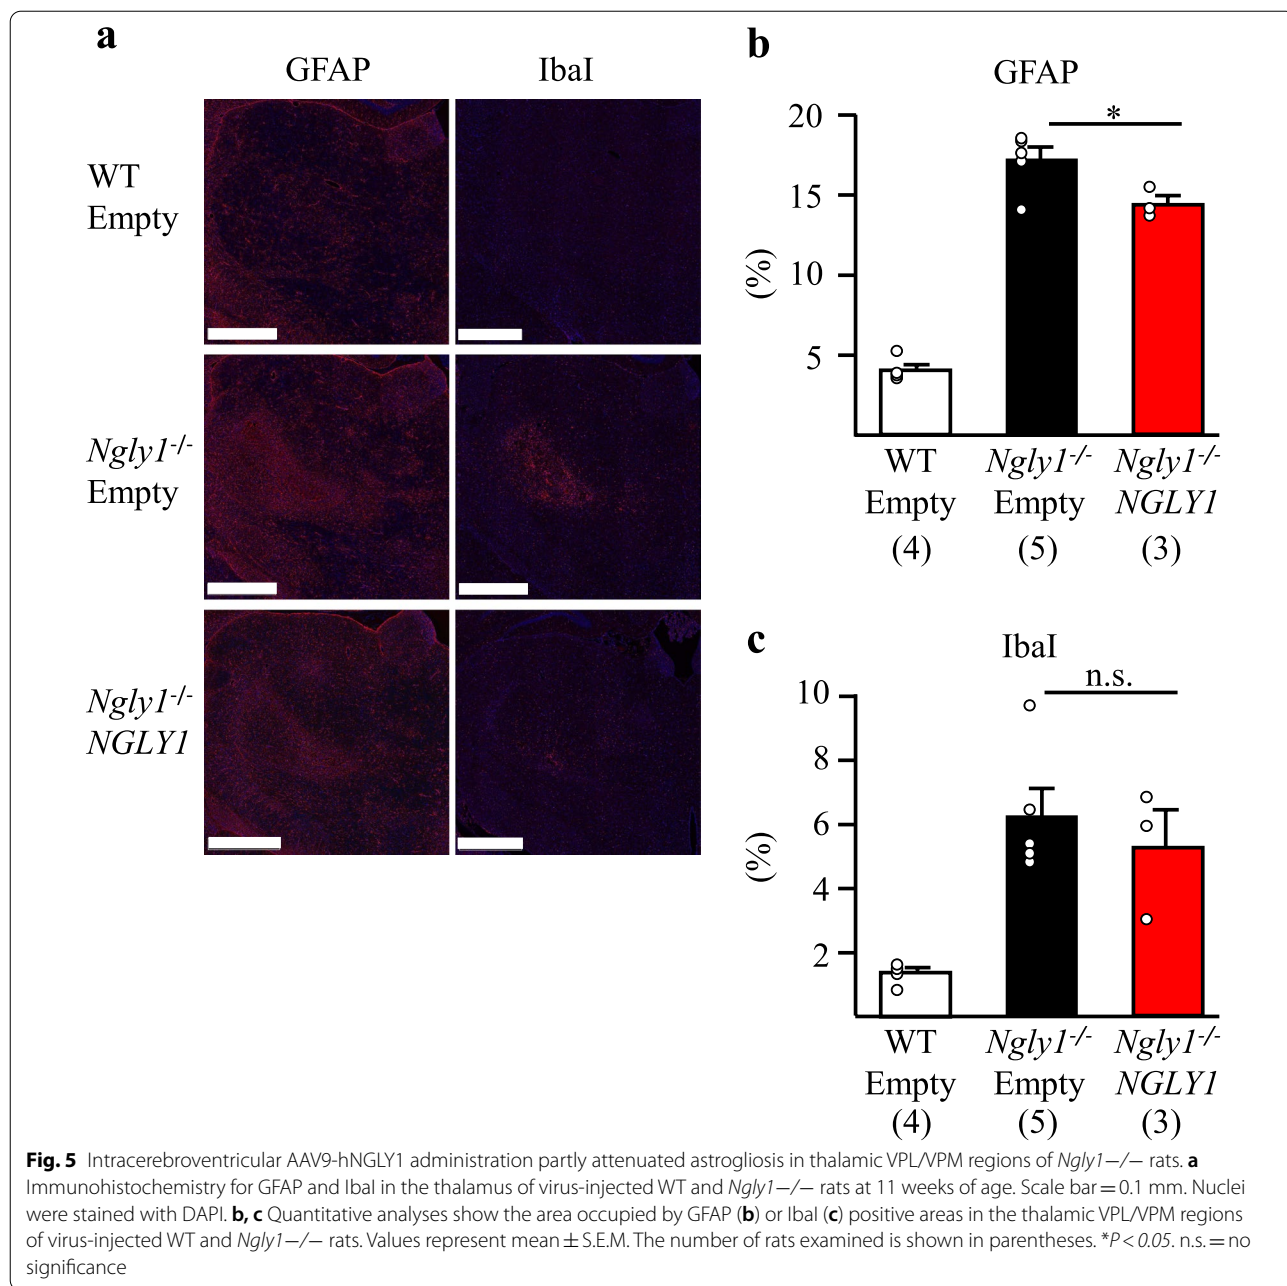 a
GFAP IbaI
WT
Empty
Ngly1-/-
Empty
Ngly1-/-
NGLY1
b
GFAP
*
20
15
10
5
(%)
WT Ngly1-/- Ngly1-/-
Empty Empty NGLY1
(4) (5) (3)
c
IbaI
n.s.
10
8
6
4
2
(%)
WT Ngly1-/- Ngly1-/-
Empty Empty NGLY1
(4) (5) (3)
Fig. 5 Intracerebroventricular AAV9-hNGLY1 administration partly attenuated astrogliosis in thalamic VPL/VPM regions of Ngly1−/− rats. a
Immunohistochemistry for GFAP and IbaI in the thalamus of virus-injected WT and Ngly1−/− rats at 11 weeks of age. Scale bar = 0.1 mm. Nuclei
were stained with DAPI. b, c Quantitative analyses show the area occupied by GFAP (b) or IbaI (c) positive areas in the thalamic VPL/VPM regions
of virus-injected WT and Ngly1−/− rats. Values represent mean ± S.E.M. The number of rats examined is shown in parentheses. *P < 0.05. n.s. = no
significance